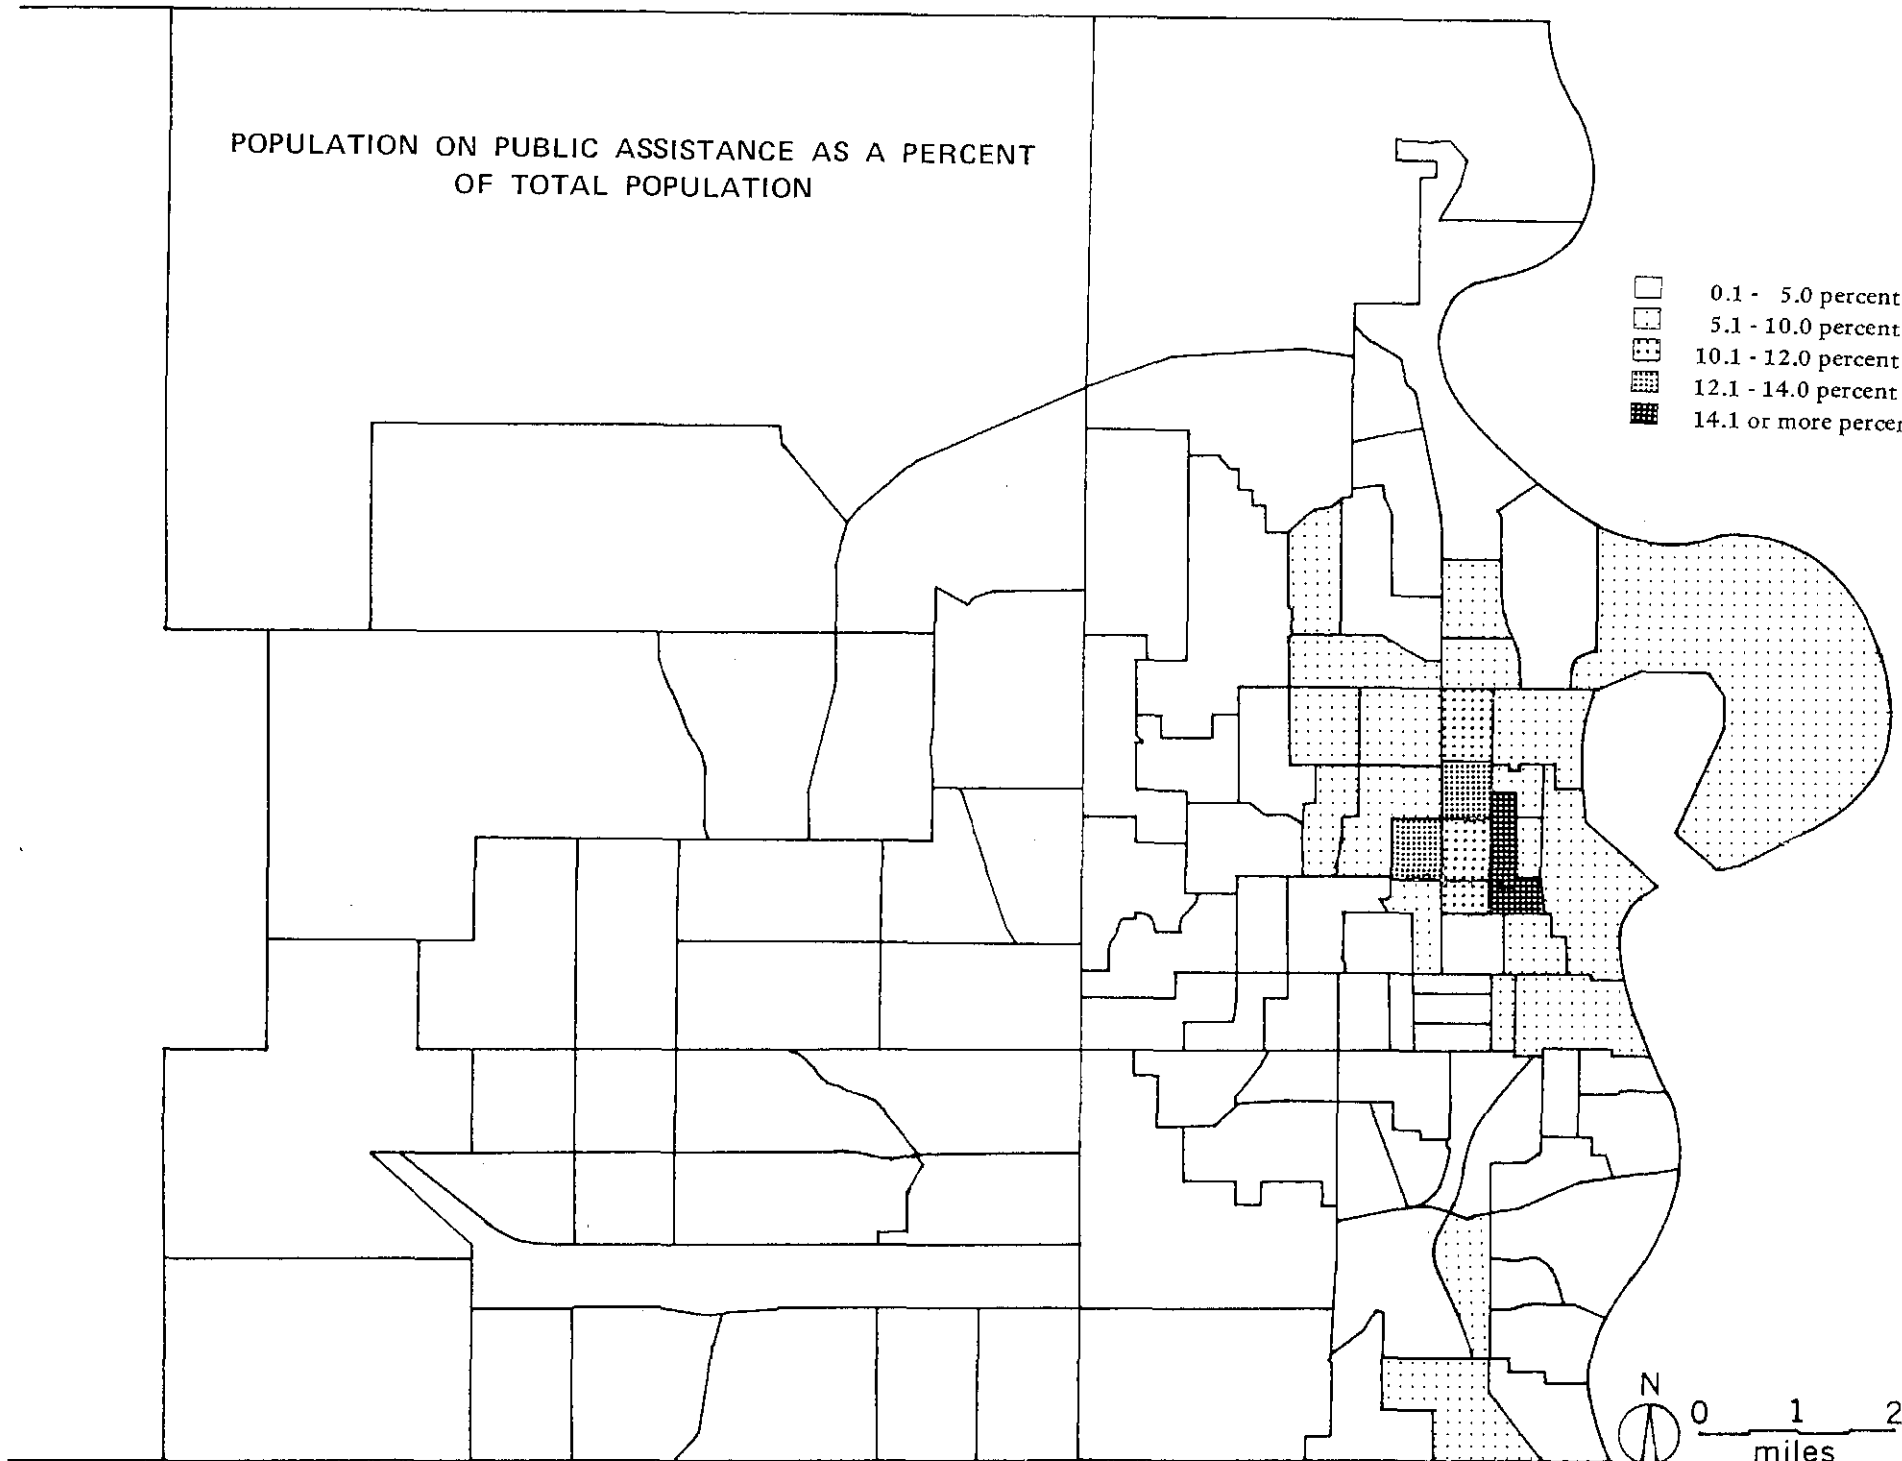 POPULATION ON PUBLIC ASSISTANCE AS A PERCENT
OF TOTAL POPULATION
0.1 - 5.0 percent
5.1 - 10.0 percent
10.1 - 12.0 percent
12.1 - 14.0 percent
14.1 or more percen
N
0 1 2
miles